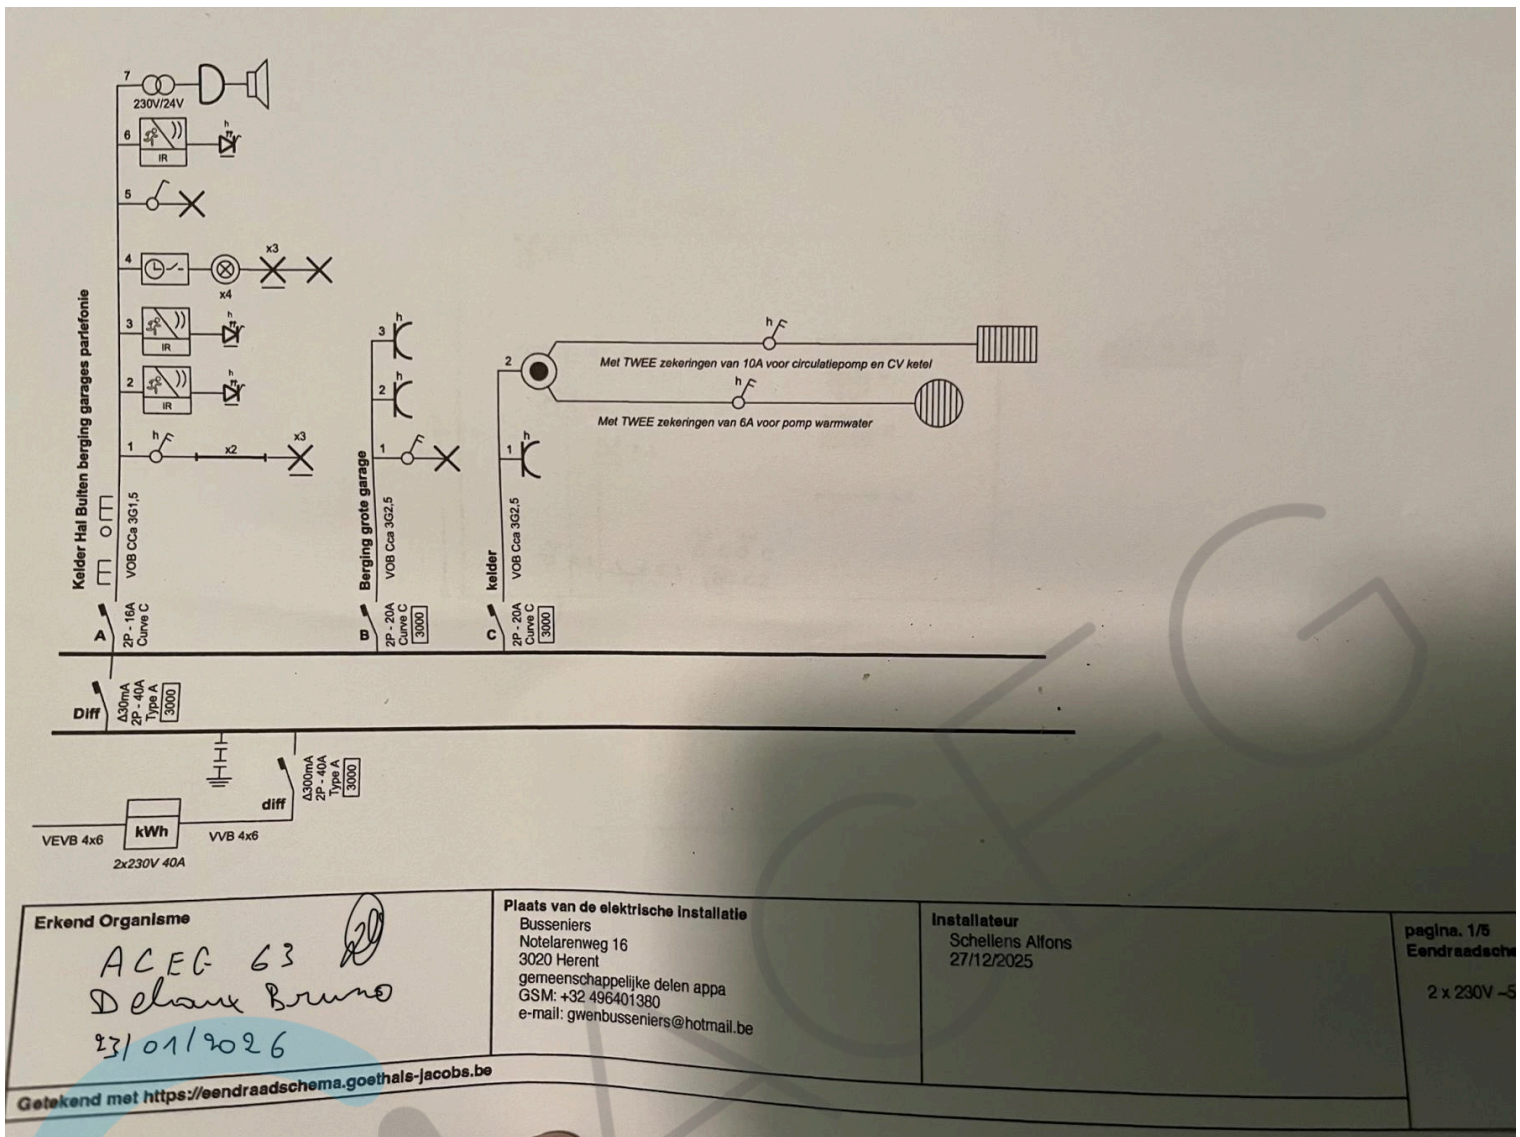 7
230V/24V
6
h
IR
5
4
x4
x3
3
h
IR
2
h
IR
1
h
x2
x3
Kelder Hal Buiten berging garages parlefonie
VOB CCa 3G1,5
A
2P - 16A
Curve C
3
h
2
h
1
Berging grote garage
VOB Cca 3G2,5
B
2P - 20A
Curve C
3000
2
h
Met TWEE zekeringen van 10A voor circulatiepomp en CV ketel
h
Met TWEE zekeringen van 6A voor pomp warmwater
1
h
kelder
VOB Cca 3G2,5
C
2P - 20A
Curve C
3000
Diff
Δ30mA
2P - 40A
Type A
3000
diff
Δ300mA
2P - 40A
Type A
3000
VEVB 4x6
kWh
VVB 4x6
2x230V 40A
Erkend Organisme
ACEG 63
Delvaux Bruno
23/01/2026
Plaats van de elektrische installatie
Busseniers
Notelarenweg 16
3020 Herent
gemeenschappelijke delen appa
GSM: +32 496401380
e-mail: gwenbusseniers@hotmail.be
Installateur
Schellens Alfons
27/12/2025
pagina. 1/5
Eendraadsche
2 x 230V ~5
Getekend met https://eendraadschema.goethals-jacobs.be
ACEG